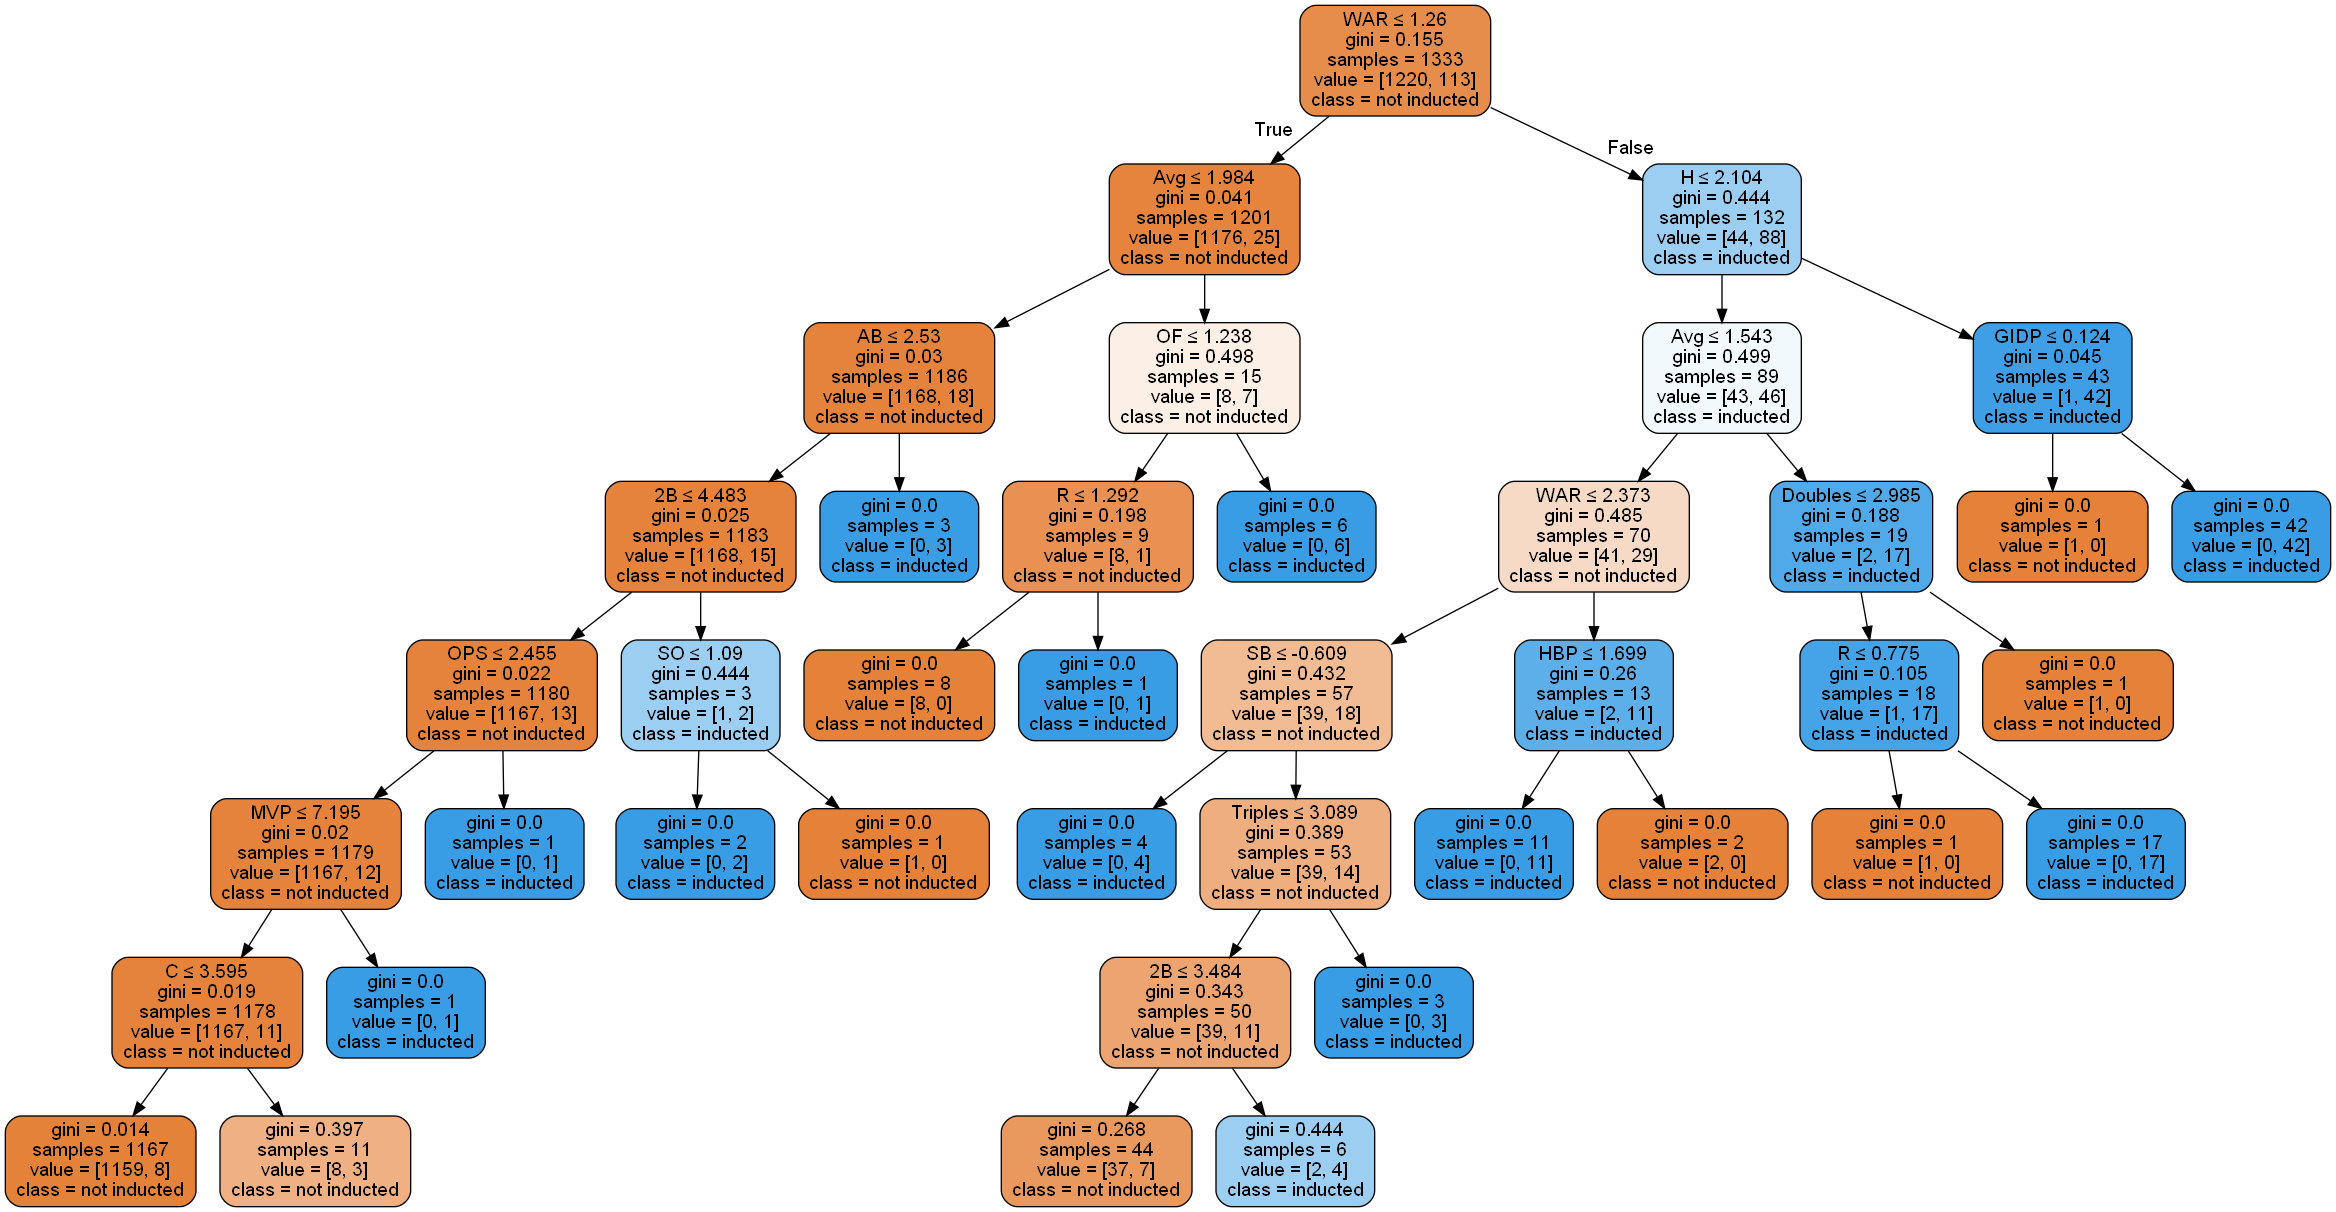 WAR ≤ 1.26
gini = 0.155
samples = 1333
value = [1220, 113]
class = not inducted
True
False
Avg ≤ 1.984
gini = 0.041
samples = 1201
value = [1176, 25]
class = not inducted
H ≤ 2.104
gini = 0.444
samples = 132
value = [44, 88]
class = inducted
AB ≤ 2.53
gini = 0.03
samples = 1186
value = [1168, 18]
class = not inducted
OF ≤ 1.238
gini = 0.498
samples = 15
value = [8, 7]
class = not inducted
Avg ≤ 1.543
gini = 0.499
samples = 89
value = [43, 46]
class = inducted
GIDP ≤ 0.124
gini = 0.045
samples = 43
value = [1, 42]
class = inducted
2B ≤ 4.483
gini = 0.025
samples = 1183
value = [1168, 15]
class = not inducted
gini = 0.0
samples = 3
value = [0, 3]
class = inducted
R ≤ 1.292
gini = 0.198
samples = 9
value = [8, 1]
class = not inducted
gini = 0.0
samples = 6
value = [0, 6]
class = inducted
WAR ≤ 2.373
gini = 0.485
samples = 70
value = [41, 29]
class = not inducted
Doubles ≤ 2.985
gini = 0.188
samples = 19
value = [2, 17]
class = inducted
gini = 0.0
samples = 1
value = [1, 0]
class = not inducted
gini = 0.0
samples = 42
value = [0, 42]
class = inducted
OPS ≤ 2.455
gini = 0.022
samples = 1180
value = [1167, 13]
class = not inducted
SO ≤ 1.09
gini = 0.444
samples = 3
value = [1, 2]
class = inducted
gini = 0.0
samples = 8
value = [8, 0]
class = not inducted
gini = 0.0
samples = 1
value = [0, 1]
class = inducted
SB ≤ -0.609
gini = 0.432
samples = 57
value = [39, 18]
class = not inducted
HBP ≤ 1.699
gini = 0.26
samples = 13
value = [2, 11]
class = inducted
R ≤ 0.775
gini = 0.105
samples = 18
value = [1, 17]
class = inducted
gini = 0.0
samples = 1
value = [1, 0]
class = not inducted
MVP ≤ 7.195
gini = 0.02
samples = 1179
value = [1167, 12]
class = not inducted
gini = 0.0
samples = 1
value = [0, 1]
class = inducted
gini = 0.0
samples = 2
value = [0, 2]
class = inducted
gini = 0.0
samples = 1
value = [1, 0]
class = not inducted
gini = 0.0
samples = 4
value = [0, 4]
class = inducted
Triples ≤ 3.089
gini = 0.389
samples = 53
value = [39, 14]
class = not inducted
gini = 0.0
samples = 11
value = [0, 11]
class = inducted
gini = 0.0
samples = 2
value = [2, 0]
class = not inducted
gini = 0.0
samples = 1
value = [1, 0]
class = not inducted
gini = 0.0
samples = 17
value = [0, 17]
class = inducted
C ≤ 3.595
gini = 0.019
samples = 1178
value = [1167, 11]
class = not inducted
gini = 0.0
samples = 1
value = [0, 1]
class = inducted
2B ≤ 3.484
gini = 0.343
samples = 50
value = [39, 11]
class = not inducted
gini = 0.0
samples = 3
value = [0, 3]
class = inducted
gini = 0.014
samples = 1167
value = [1159, 8]
class = not inducted
gini = 0.397
samples = 11
value = [8, 3]
class = not inducted
gini = 0.268
samples = 44
value = [37, 7]
class = not inducted
gini = 0.444
samples = 6
value = [2, 4]
class = inducted